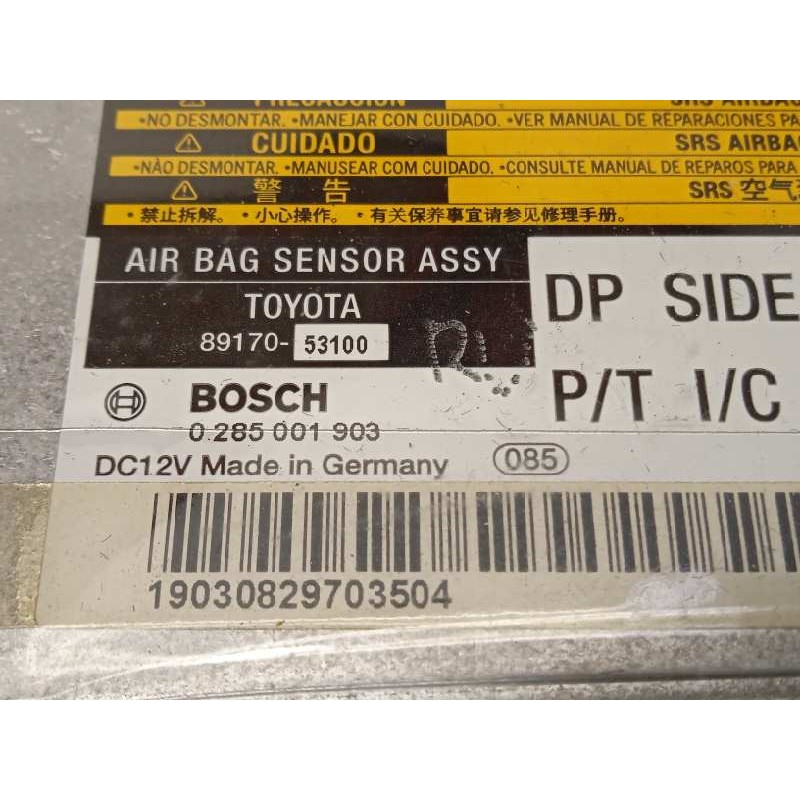 PRECAUCIÓN SRS AIRBAG
•NO DESMONTAR. •MANEJAR CON CUIDADO. •VER MANUAL DE REPARACIONES
CUIDADO SRS AIRBAG
•NÃO DESMONTAR. •MANUSEAR COM CUIDADO. •CONSULTE MANUAL DE REPAROS PARA
警 告 SRS 空气
• 禁止拆解。 • 小心操作。 • 有关保养事宜请参见修理手册。
AIR BAG SENSOR ASSY
DP SIDE
TOYOTA
89170- 53100
P/T I/C
BOSCH
0 285 001 903
DC12V Made in Germany 085
19030829703504